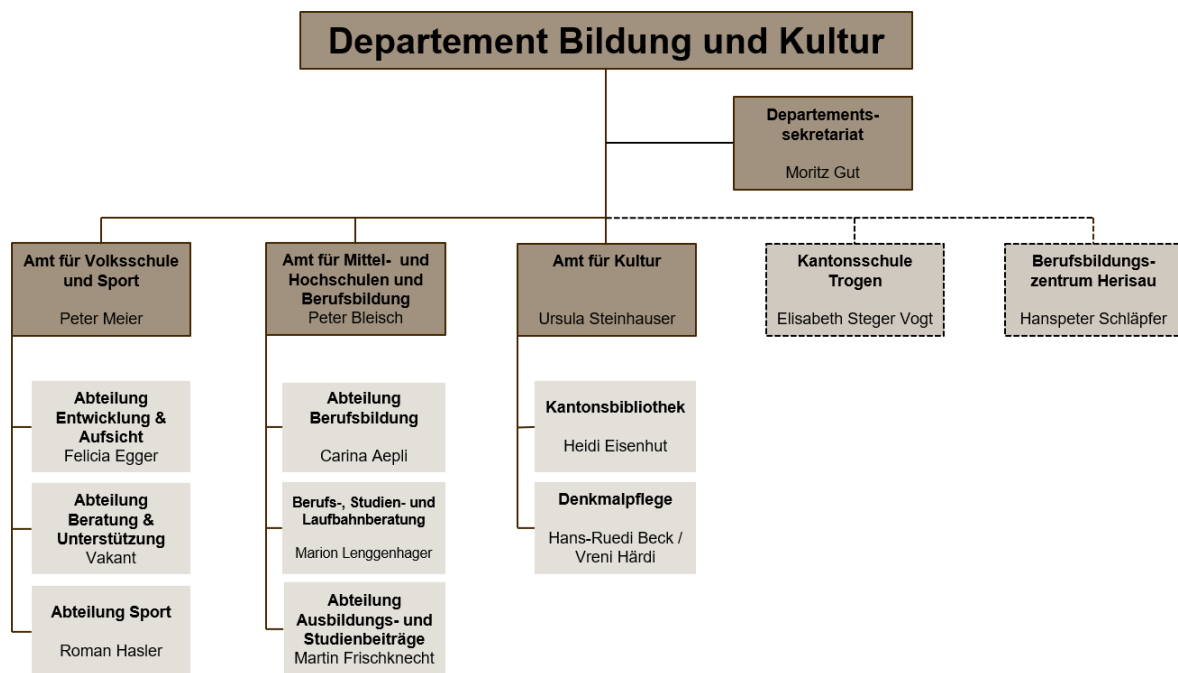 Departement Bildung und Kultur
Departements-
sekretariat
Moritz Gut
Amt für Volksschule
und Sport
Peter Meier
Amt für Mittel- und
Hochschulen und
Berufsbildung
Peter Bleisch
Amt für Kultur
Ursula Steinhauser
Kantonsschule
Trogen
Elisabeth Steger Vogt
Berufsbildungs-
zentrum Herisau
Hanspeter Schläpfer
Abteilung
Entwicklung &
Aufsicht
Felicia Egger
Abteilung
Berufsbildung
Carina Aepli
Kantonsbibliothek
Heidi Eisenhut
Abteilung
Beratung &
Unterstützung
Vakant
Berufs-, Studien- und
Laufbahnberatung
Marion Lenggenhager
Denkmalpflege
Hans-Ruedi Beck /
Vreni Härdi
Abteilung Sport
Roman Hasler
Abteilung
Ausbildungs- und
Studienbeiträge
Martin Frischknecht